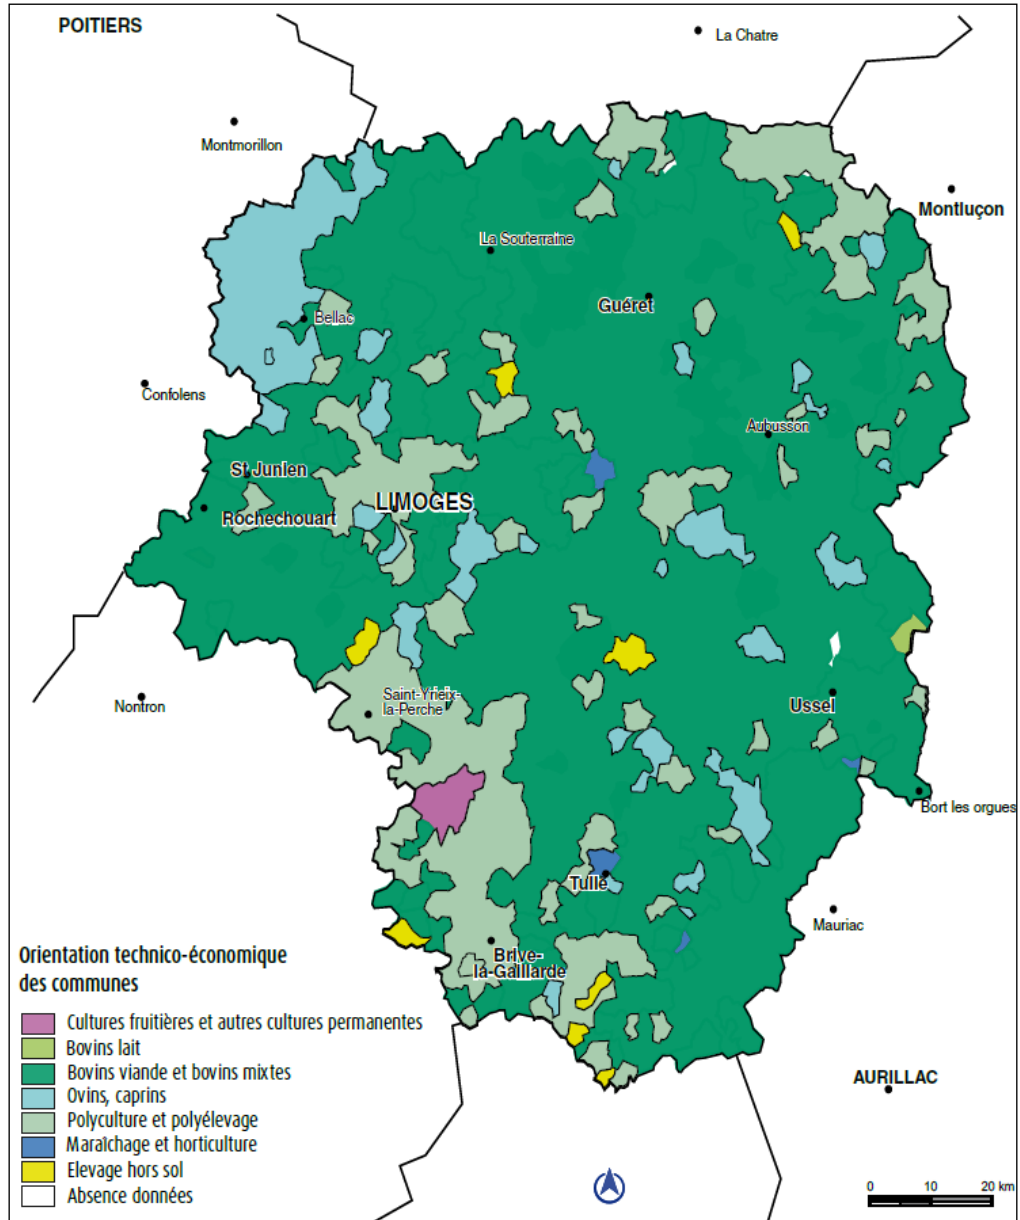 POITIERS
La Chatre
Montmorillon
Montluçon
La Souterraine
Guéret
Bellac
Confolens
Aubusson
St Junien
LIMOGES
Rochechouart
Saint-Yrieix-
la-Perche
Nontron
Ussel
Bort les orgues
Tulle
Mauriac
Brive-
la-Gaillarde
AURILLAC
Orientation technico-économique
des communes
Cultures fruitières et autres cultures permanentes
Bovins lait
Bovins viande et bovins mixtes
Ovins, caprins
Polyculture et polyélevage
Maraîchage et horticulture
Elevage hors sol
Absence données
0 10 20 km